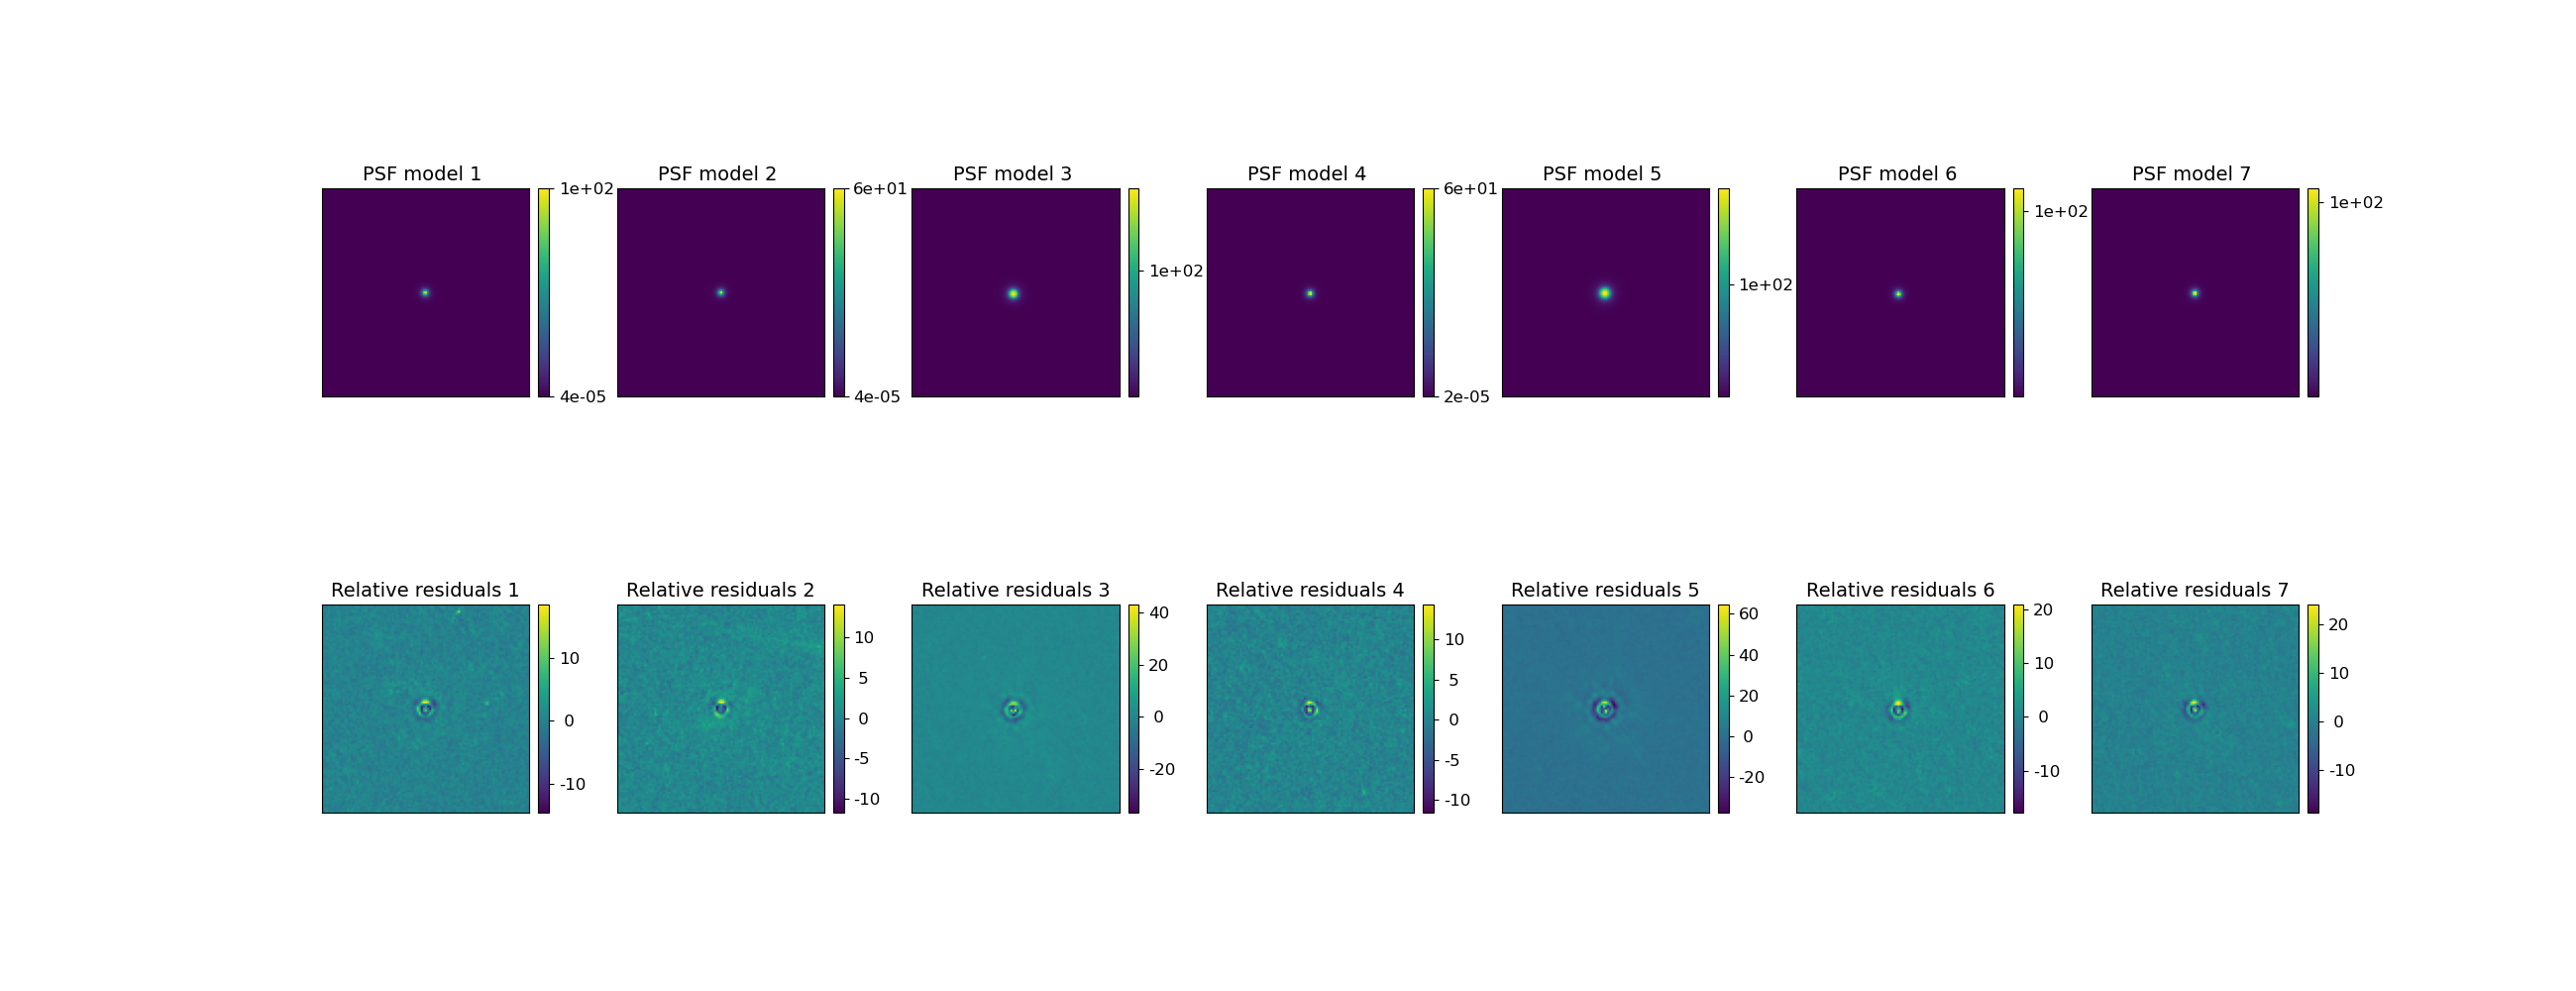 PSF model 1
1e+02
4e-05
PSF model 2
6e+01
4e-05
PSF model 3
1e+02
PSF model 4
6e+01
2e-05
PSF model 5
1e+02
PSF model 6
1e+02
PSF model 7
1e+02
Relative residuals 1
10
0
-10
Relative residuals 2
10
5
0
-5
-10
Relative residuals 3
40
20
0
-20
Relative residuals 4
10
5
0
-5
-10
Relative residuals 5
60
40
20
0
-20
Relative residuals 6
20
10
0
-10
Relative residuals 7
20
10
0
-10